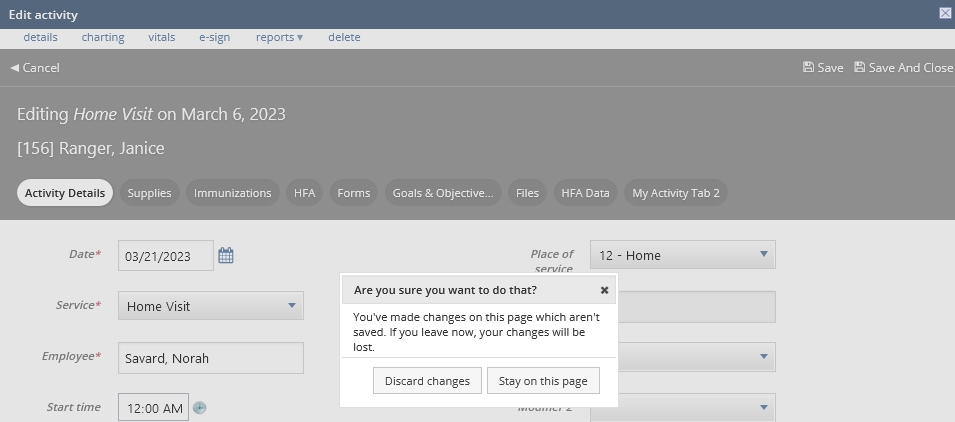 Edit activity
details charting vitals e-sign reports ▾ delete
◀ Cancel Save Save And Close
Editing Home Visit on March 6, 2023
[156] Ranger, Janice
Activity Details Supplies Immunizations HFA Forms Goals & Objective... Files HFA Data My Activity Tab 2
Date* 03/21/2023 Place of
service 12 - Home
Service* Home Visit
Employee* Savard, Norah
Start time 12:00 AM Modifier 2
Are you sure you want to do that? ✖
You've made changes on this page which aren't
saved. If you leave now, your changes will be
lost.
Discard changes Stay on this page